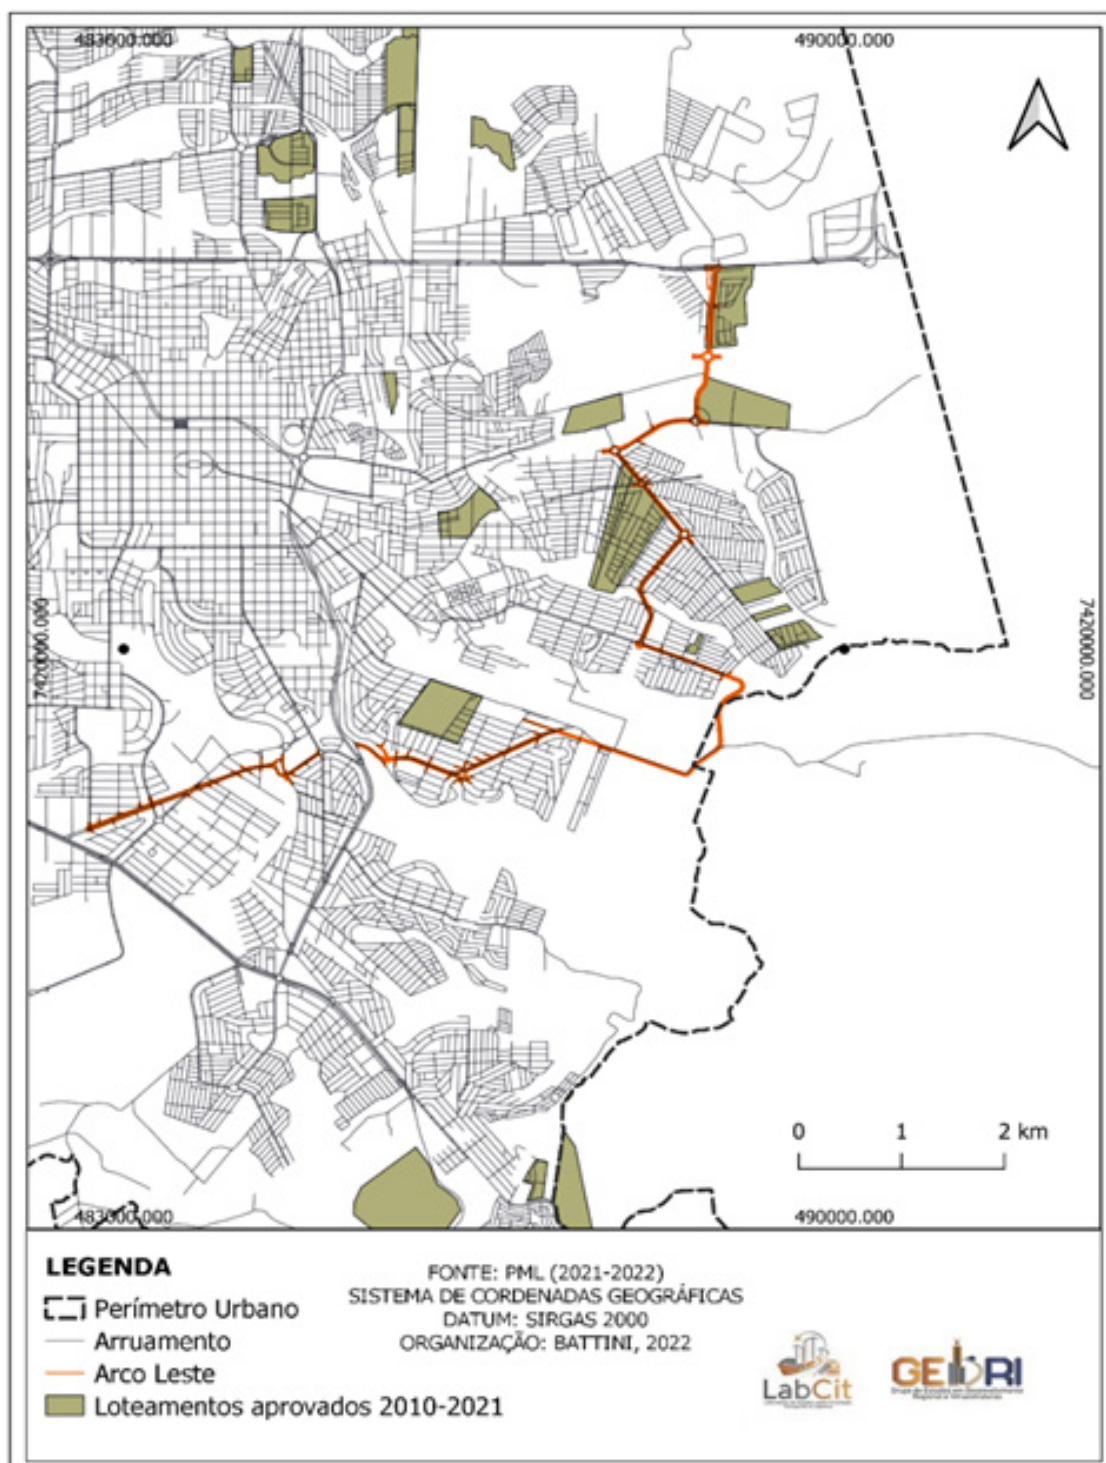 483000.000
490000.000
7420000.000
7420000.000
0 1 2 km
483000.000
490000.000
LEGENDA
Perímetro Urbano
Arruamento
Arco Leste
Loteamentos aprovados 2010-2021
FONTE: PML (2021-2022)
SISTEMA DE CORDENADAS GEOGRÁFICAS
DATUM: SIRGAS 2000
ORGANIZAÇÃO: BATTINI, 2022
LabCit
GEDRI